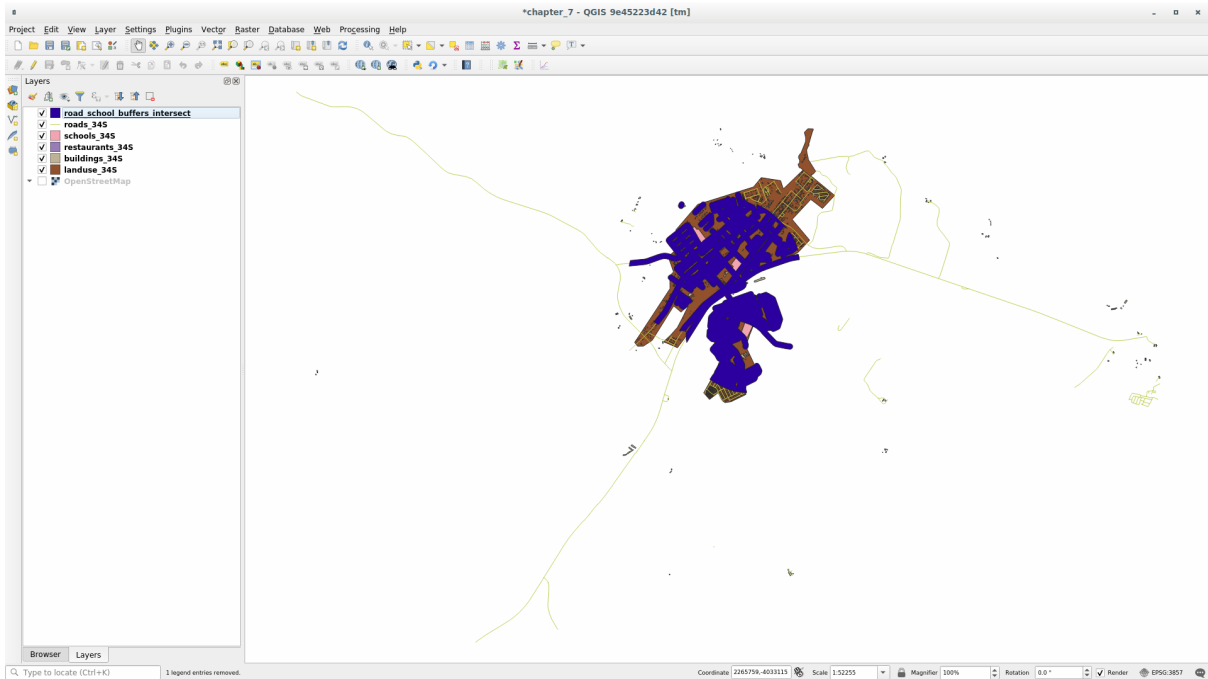 *chapter_7 - QGIS 9e45223d42 [tm]
Project Edit View Layer Settings Plugins Vector Raster Database Web Processing Help
Layers
road_school_buffers_intersect
roads_34S
schools_34S
restaurants_34S
buildings_34S
landuse_34S
OpenStreetMap
Browser Layers
Type to locate (Ctrl+K) 1 legend entries removed. Coordinate 2265759,-4033115 Scale 1:52255 Magnifier 100% Rotation 0.0 ° Render EPSG:3857